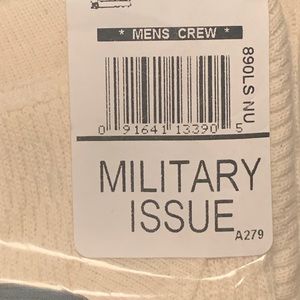 * MENS CREW *
890LS NU
0 91641 13390 5
MILITARY
ISSUE
A279